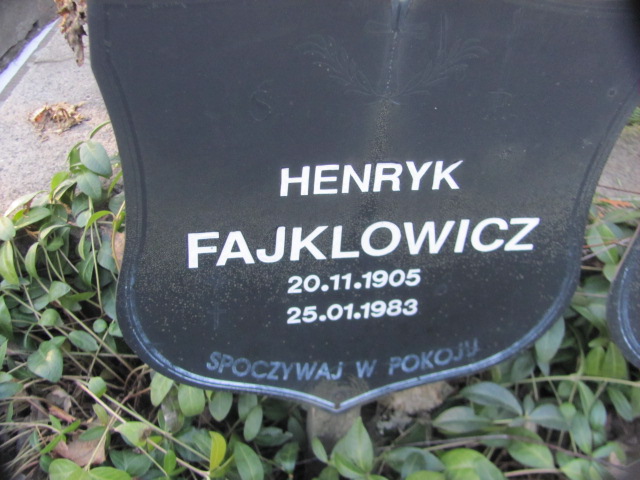 HENRYK
FAJKLOWICZ
20.11.1905
25.01.1983
SPOCZYWAJ W POKOJU